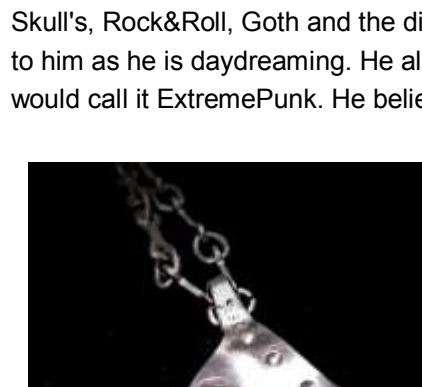 Skull's, Rock&Roll, Goth and the di
to him as he is daydreaming. He al
would call it ExtremePunk. He belie